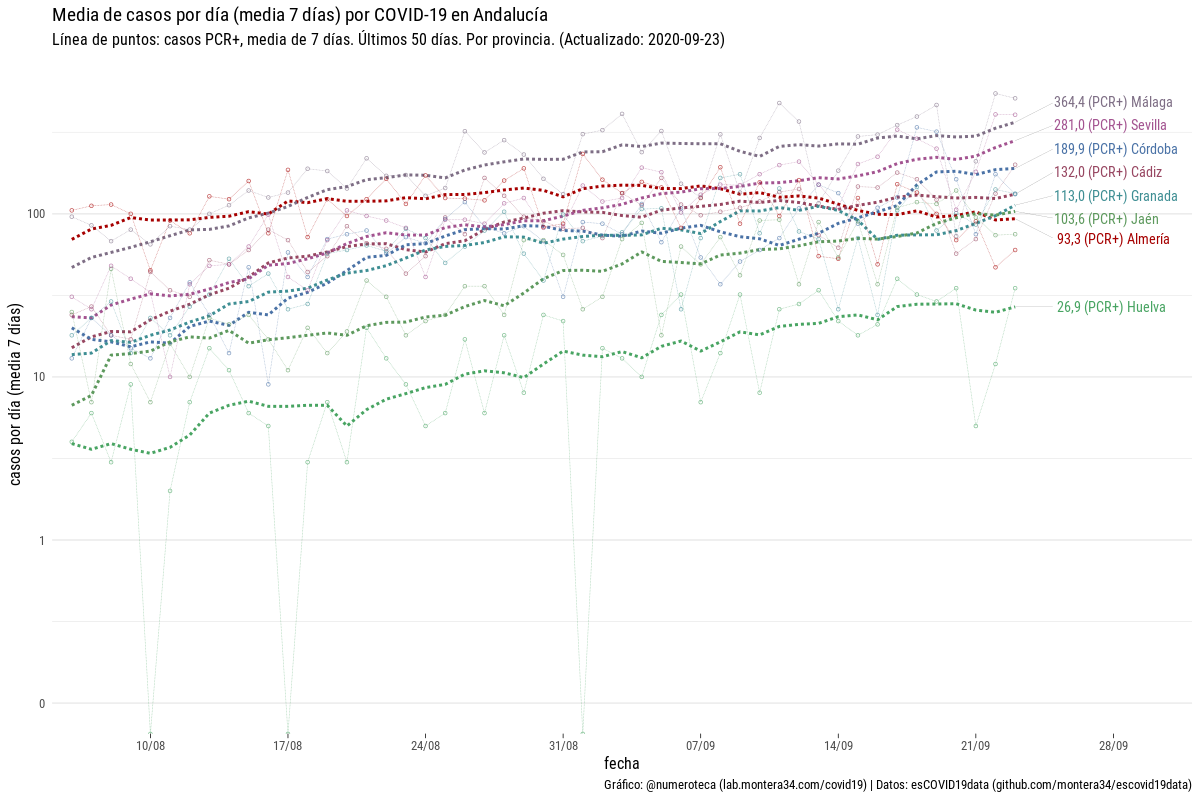 Media de casos por día (media 7 días) por COVID-19 en Andalucía
Línea de puntos: casos PCR+, media de 7 días. Últimos 50 días. Por provincia. (Actualizado: 2020-09-23)
casos por día (media 7 días)
100
10
1
0
364,4 (PCR+) Málaga
281,0 (PCR+) Sevilla
189,9 (PCR+) Córdoba
132,0 (PCR+) Cádiz
113,0 (PCR+) Granada
103,6 (PCR+) Jaén
93,3 (PCR+) Almería
26,9 (PCR+) Huelva
10/08 17/08 24/08 31/08 07/09 14/09 21/09 28/09
fecha
Gráfico: @numeroteca (lab.montera34.com/covid19) | Datos: esCOVID19data (github.com/montera34/escovid19data)